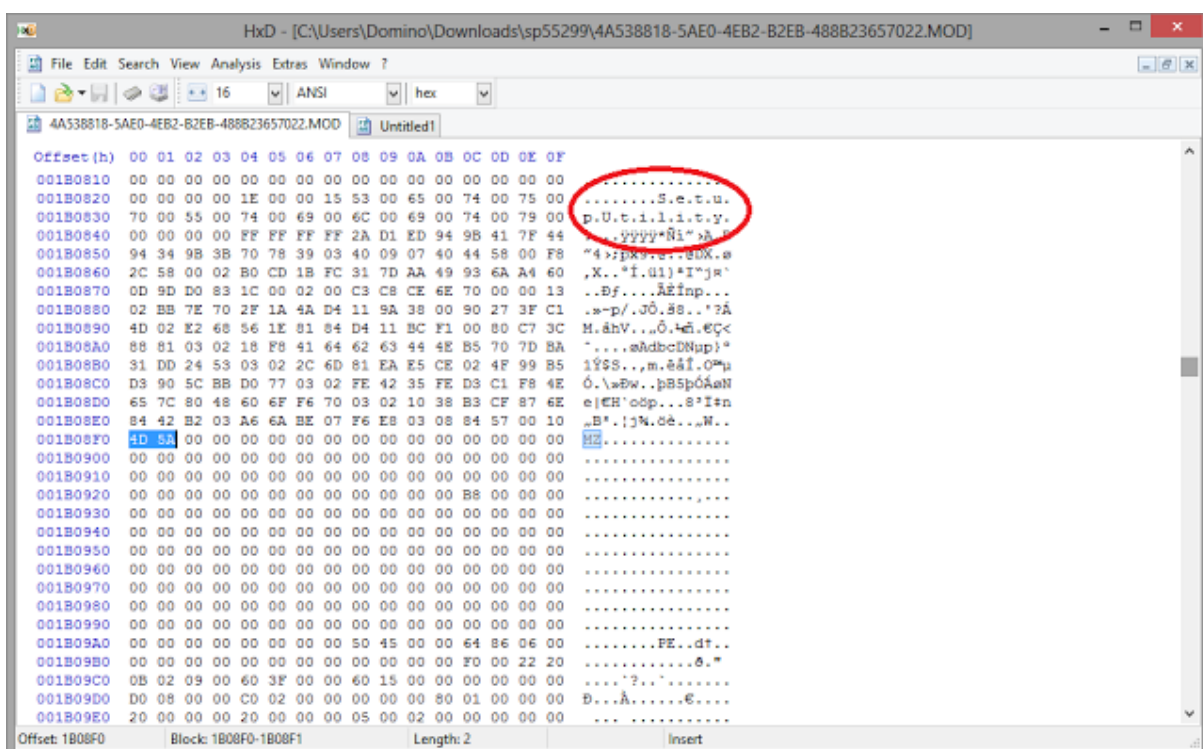 HxD - [C:\Users\Domino\Downloads\sp55299\4A538818-5AE0-4EB2-B2EB-488B23657022.MOD]
File Edit Search View Analysis Extras Window ?
16 ANSI hex
4A538818-5AE0-4EB2-B2EB-488B23657022.MOD Untitled1
Offset(h) 00 01 02 03 04 05 06 07 08 09 0A 0B 0C 0D 0E 0F
001B0810 00 00 00 00 00 00 00 00 00 00 00 00 00 00 00 00
001B0820 00 00 00 00 1E 00 00 15 53 00 65 00 74 00 75 00 ........S.e.t.u.
001B0830 70 00 55 00 74 00 69 00 6C 00 69 00 74 00 79 00 p.U.t.i.l.i.t.y.
001B0840 00 00 00 00 FF FF FF FF 2A D1 ED 94 9B 41 7F 44
001B0850 94 34 9B 3B 70 78 39 03 40 09 07 40 44 58 00 F8
001B0860 2C 58 00 02 B0 CD 1B FC 31 7D AA 49 93 6A A4 60 ,X..°Í.ü1}ªI“j¤`
001B0870 0D 9D D0 83 1C 00 02 00 C3 C8 CE 6E 70 00 00 13 ..Ðƒ....ÃÈÎnp...
001B0880 02 BB 7E 70 2F 1A 4A D4 11 9A 38 00 90 27 3F C1 .»~p/.JÔ.š8..'?Á
001B0890 4D 02 E2 68 56 1E 81 84 D4 11 BC F1 00 80 C7 3C M.âhV..„Ô.¼ñ.€Ç<
001B08A0 88 81 03 02 18 F8 41 64 62 63 44 4E B5 70 7D BA ˆ....øAdbcDNµp}º
001B08B0 31 DD 24 53 03 02 2C 6D 81 EA E5 CE 02 4F 99 B5 1Ý$S..,m.êåÎ.O™µ
001B08C0 D3 90 5C BB D0 77 03 02 FE 42 35 FE D3 C1 F8 4E Ó.\»Ðw..þB5þÓÁøN
001B08D0 65 7C 80 48 60 6F F6 70 03 02 10 38 B3 CF 87 6E e|€H`oöp...8³Ï‡n
001B08E0 84 42 B2 03 A6 6A BE 07 F6 E8 03 08 84 57 00 10 „B².¦j¾.öè..„W..
001B08F0 4D 5A 00 00 00 00 00 00 00 00 00 00 00 00 00 00 MZ..............
001B0900 00 00 00 00 00 00 00 00 00 00 00 00 00 00 00 00 ................
001B0910 00 00 00 00 00 00 00 00 00 00 00 00 00 00 00 00 ................
001B0920 00 00 00 00 00 00 00 00 00 00 00 00 B8 00 00 00 ............¸...
001B0930 00 00 00 00 00 00 00 00 00 00 00 00 00 00 00 00 ................
001B0940 00 00 00 00 00 00 00 00 00 00 00 00 00 00 00 00 ................
001B0950 00 00 00 00 00 00 00 00 00 00 00 00 00 00 00 00 ................
001B0960 00 00 00 00 00 00 00 00 00 00 00 00 00 00 00 00 ................
001B0970 00 00 00 00 00 00 00 00 00 00 00 00 00 00 00 00 ................
001B0980 00 00 00 00 00 00 00 00 00 00 00 00 00 00 00 00 ................
001B0990 00 00 00 00 00 00 00 00 00 00 00 00 00 00 00 00 ................
001B09A0 00 00 00 00 00 00 00 00 50 45 00 00 64 86 06 00 ........PE..d†..
001B09B0 00 00 00 00 00 00 00 00 00 00 00 00 F0 00 22 20 ............ð."
001B09C0 0B 02 09 00 60 3F 00 00 60 15 00 00 00 00 00 00 ....`?..`.......
001B09D0 D0 08 00 00 C0 02 00 00 00 00 00 80 01 00 00 00 Ð...À......€....
001B09E0 20 00 00 00 20 00 00 00 05 00 02 00 00 00 00 00 ... ...........
Offset: 1B08F0 Block: 1B08F0-1B08F1 Length: 2 Insert